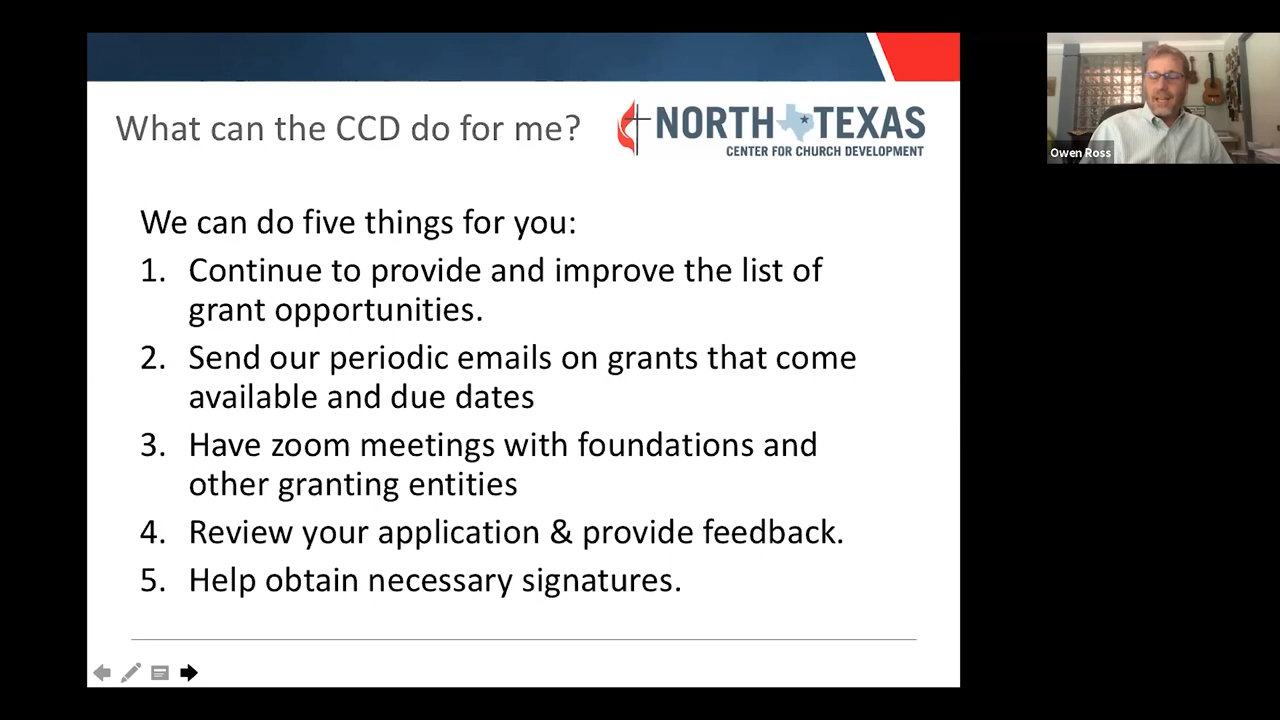 What can the CCD do for me?
NORTH TEXAS
CENTER FOR CHURCH DEVELOPMENT
Owen Ross
We can do five things for you:
1. Continue to provide and improve the list of
grant opportunities.
2. Send our periodic emails on grants that come
available and due dates
3. Have zoom meetings with foundations and
other granting entities
4. Review your application & provide feedback.
5. Help obtain necessary signatures.